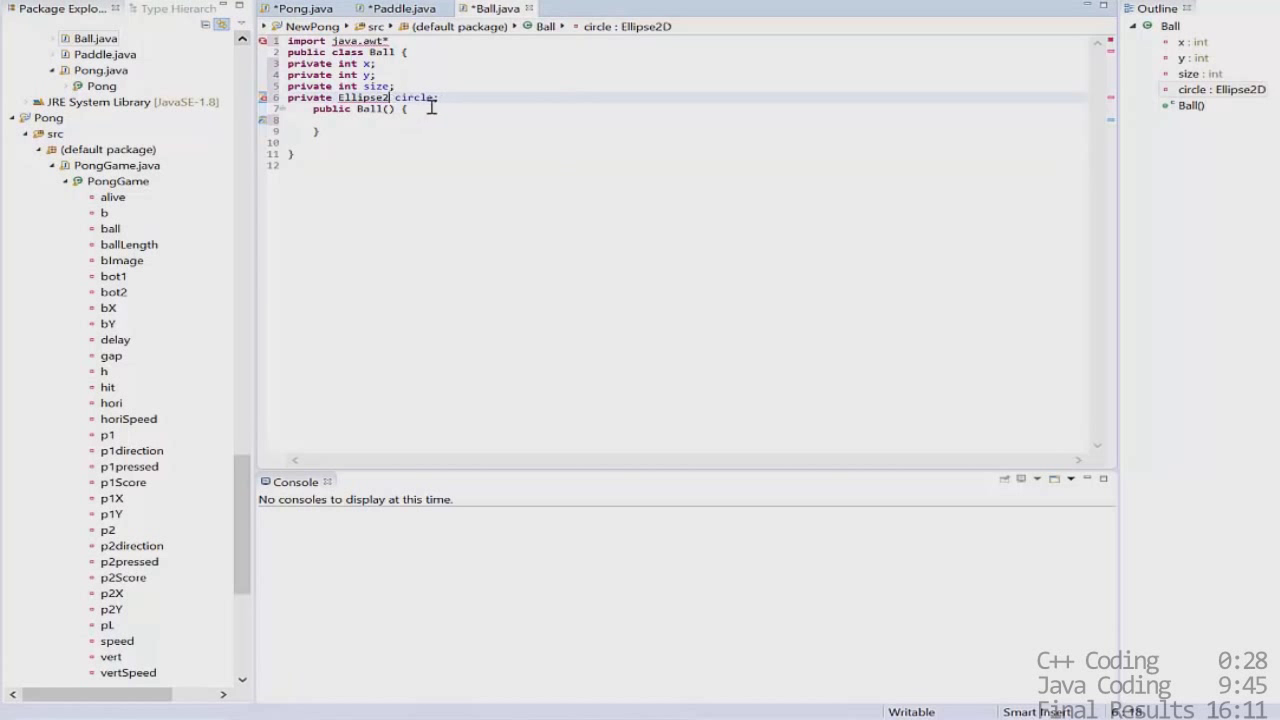 Package Explo...
Type Hierarch
*Pong.java
*Paddle.java
*Ball.java
Outline
Ball.java
Paddle.java
Pong.java
Pong
JRE System Library [JavaSE-1.8]
Pong
src
(default package)
PongGame.java
PongGame
alive
b
ball
ballLength
bImage
bot1
bot2
bX
bY
delay
gap
h
hit
hori
horiSpeed
p1
p1direction
p1pressed
p1Score
p1X
p1Y
p2
p2direction
p2pressed
p2Score
p2X
p2Y
pL
speed
vert
vertSpeed
NewPong
src
(default package)
Ball
circle : Ellipse2D
1 import java.awt*
2 public class Ball {
3 private int x;
4 private int y;
5 private int size;
6 private Ellipse2 circle;
7 public Ball() {
8
9 }
10
11 }
12
Console
No consoles to display at this time.
Ball
x : int
y : int
size : int
circle : Ellipse2D
Ball()
C++ Coding 0:28
Java Coding 9:45
Final Results 16:11
Writable
Smart Insert